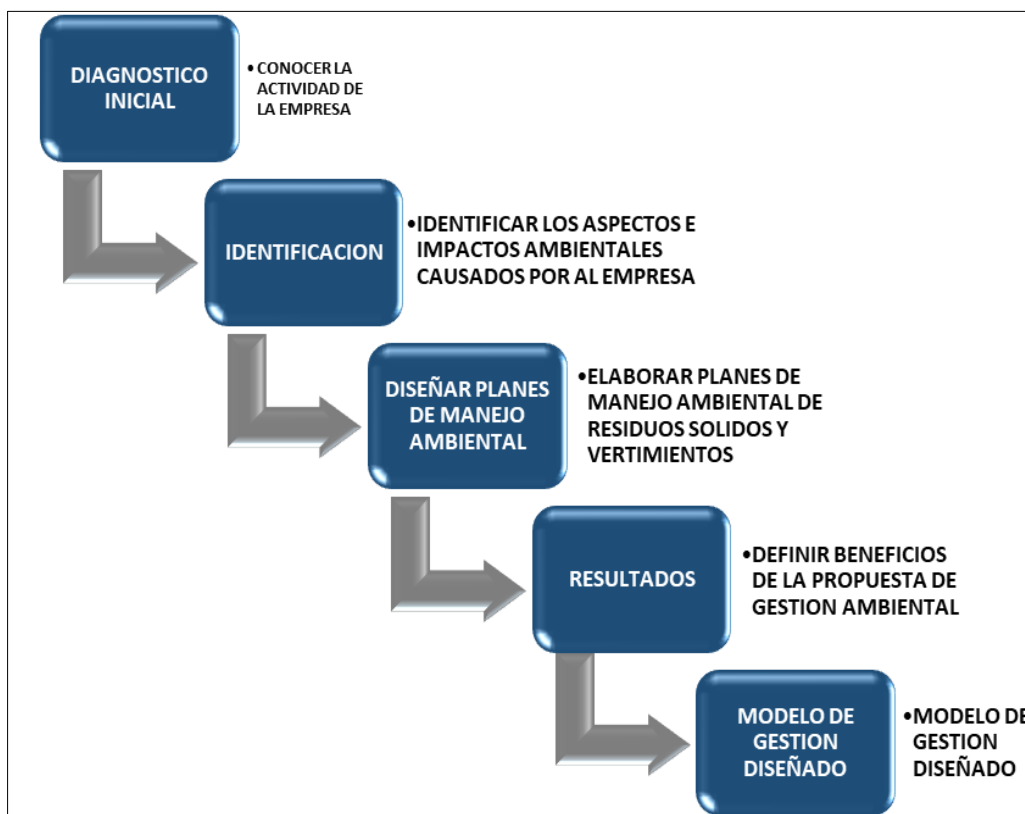 DIAGNOSTICO
INICIAL
•CONOCER LA
ACTIVIDAD DE
LA EMPRESA
IDENTIFICACION
•IDENTIFICAR LOS ASPECTOS E
IMPACTOS AMBIENTALES
CAUSADOS POR AL EMPRESA
DISEÑAR PLANES
DE MANEJO
AMBIENTAL
•ELABORAR PLANES DE
MANEJO AMBIENTAL DE
RESIDUOS SOLIDOS Y
VERTIMIENTOS
RESULTADOS
•DEFINIR BENEFICIOS
DE LA PROPUESTA DE
GESTION AMBIENTAL
MODELO DE
GESTION
DISEÑADO
•MODELO DE
GESTION
DISEÑADO